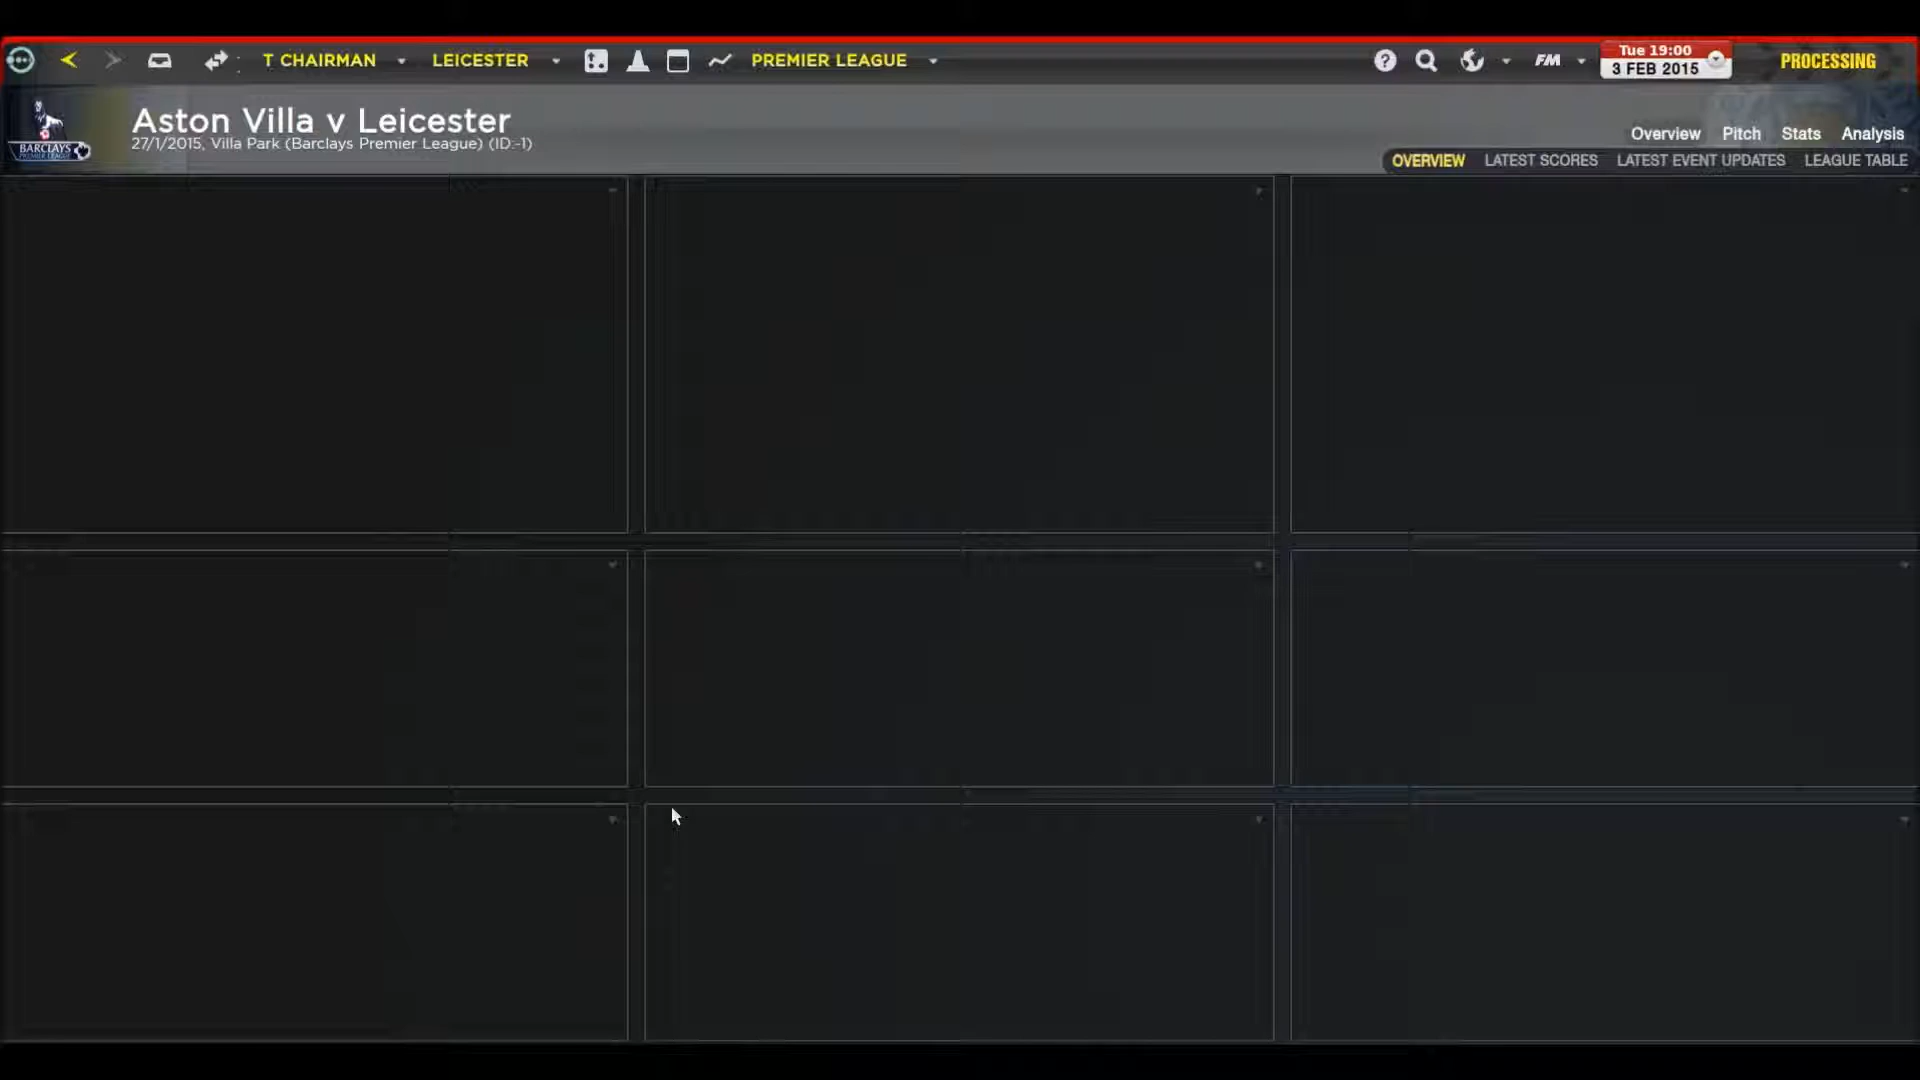 T CHAIRMAN LEICESTER PREMIER LEAGUE ? FM Tue 19:00 PROCESSING
3 FEB 2015
Aston Villa v Leicester
27/1/2015, Villa Park (Barclays Premier League) (ID:-1)
BARCLAYS
PREMIER LEAGUE
Overview Pitch Stats Analysis
OVERVIEW LATEST SCORES LATEST EVENT UPDATES LEAGUE TABLE